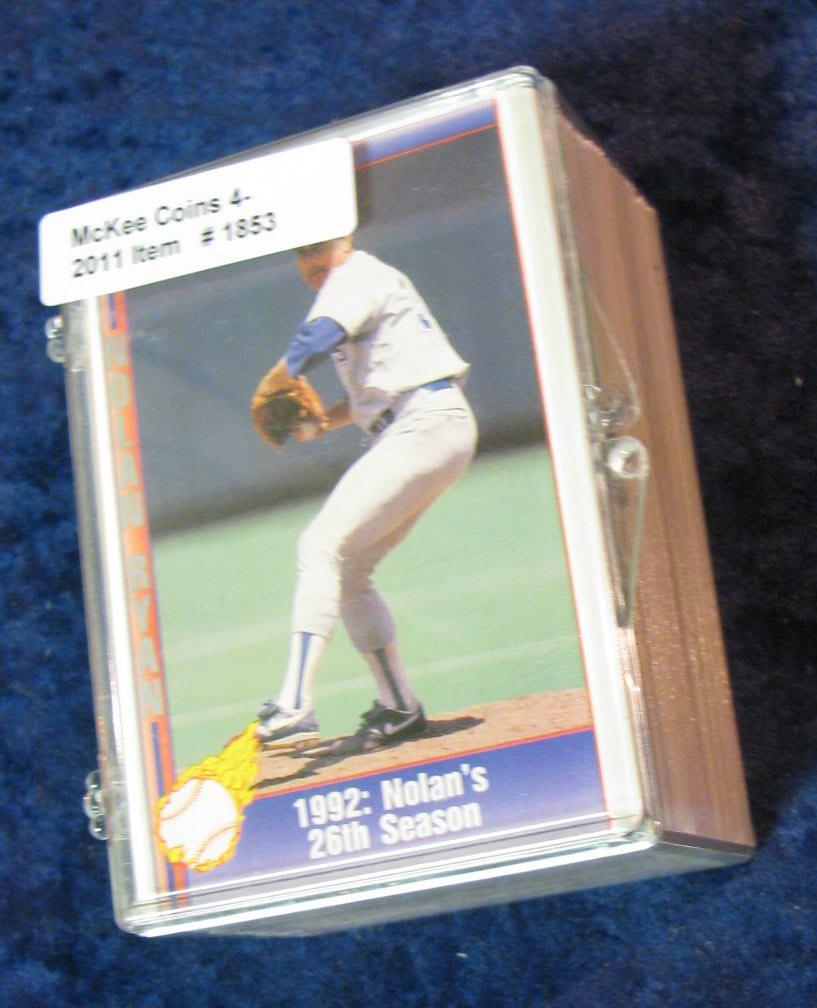 McKee Coins 4-
2011 Item # 1853
NOLAN RYAN
1992: Nolan's
26th Season